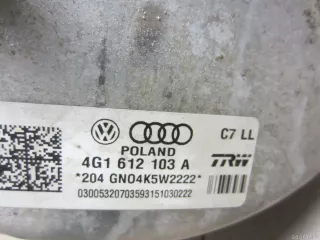 C7 LL
POLAND
4G1 612 103 A
TRW
*204 GN04K5W2222*
03005320703593151030222